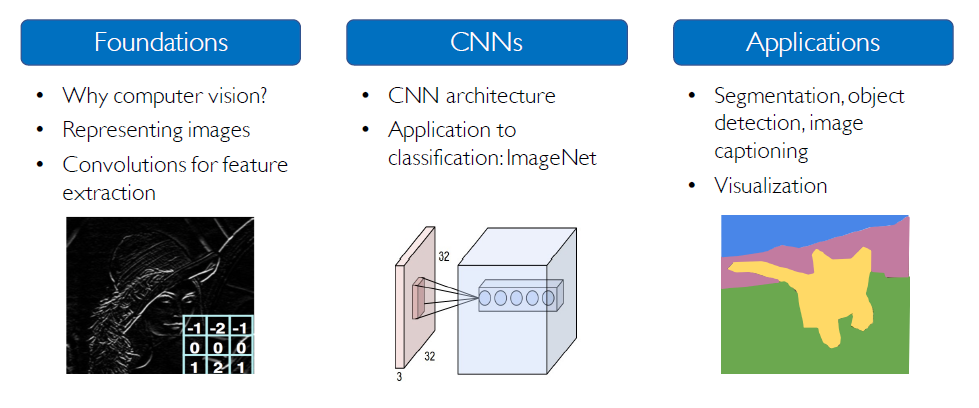 Foundations
• Why computer vision?
• Representing images
• Convolutions for feature
extraction
-1 -2 -1
0 0 0
1 2 1
CNNs
• CNN architecture
• Application to
classification: ImageNet
32
32
3
Applications
• Segmentation, object
detection, image
captioning
• Visualization